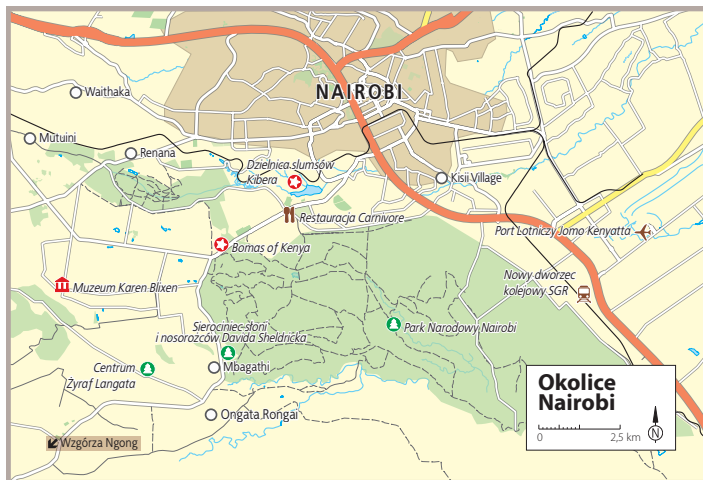 NAIROBI
Waithaka
Mutuini
Renana
Dzielnica slumsów
Kibera
Kisii Village
Restauracja Carnivore
Port Lotniczy Jomo Kenyatta
Bomas of Kenya
Nowy dworzec
kolejowy SGR
Muzeum Karen Blixen
Sierociniec słoni
i nosorożców Davida Sheldricka
Park Narodowy Nairobi
Centrum
Żyraf Langata
Mbagathi
Ongata Rongai
Wzgórza Ngong
Okolice
Nairobi
0 2,5 km
N